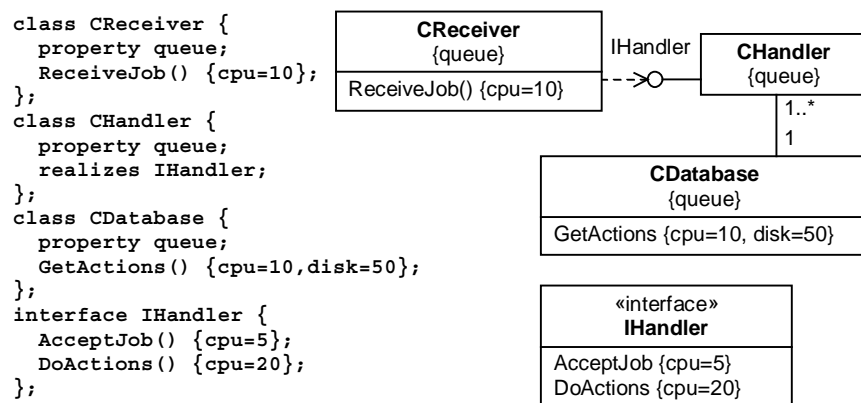 class CReceiver {
property queue;
ReceiveJob() {cpu=10};
};
class CHandler {
property queue;
realizes IHandler;
};
class CDatabase {
property queue;
GetActions() {cpu=10,disk=50};
};
interface IHandler {
AcceptJob() {cpu=5};
DoActions() {cpu=20};
};
CReceiver
{queue}
ReceiveJob() {cpu=10}
IHandler
CHandler
{queue}
1..*
1
CDatabase
{queue}
GetActions {cpu=10, disk=50}
«interface»
IHandler
AcceptJob {cpu=5}
DoActions {cpu=20}